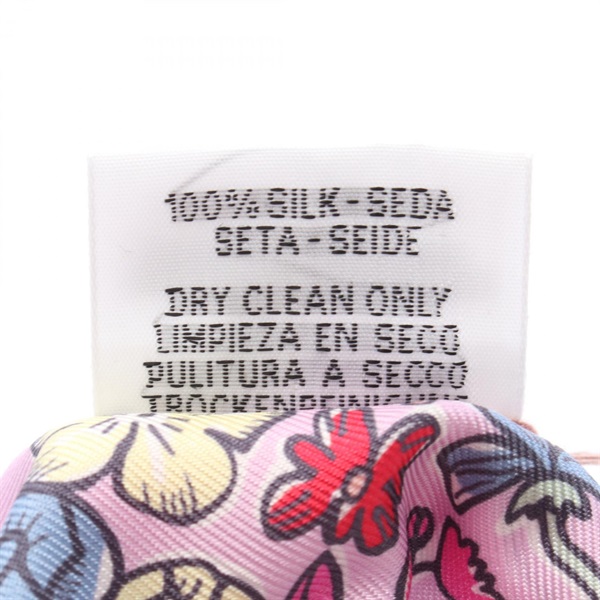 100% SILK - SEDA
SETA - SEIDE
DRY CLEAN ONLY
LIMPIEZA EN SECO
PULITURA A SECCO